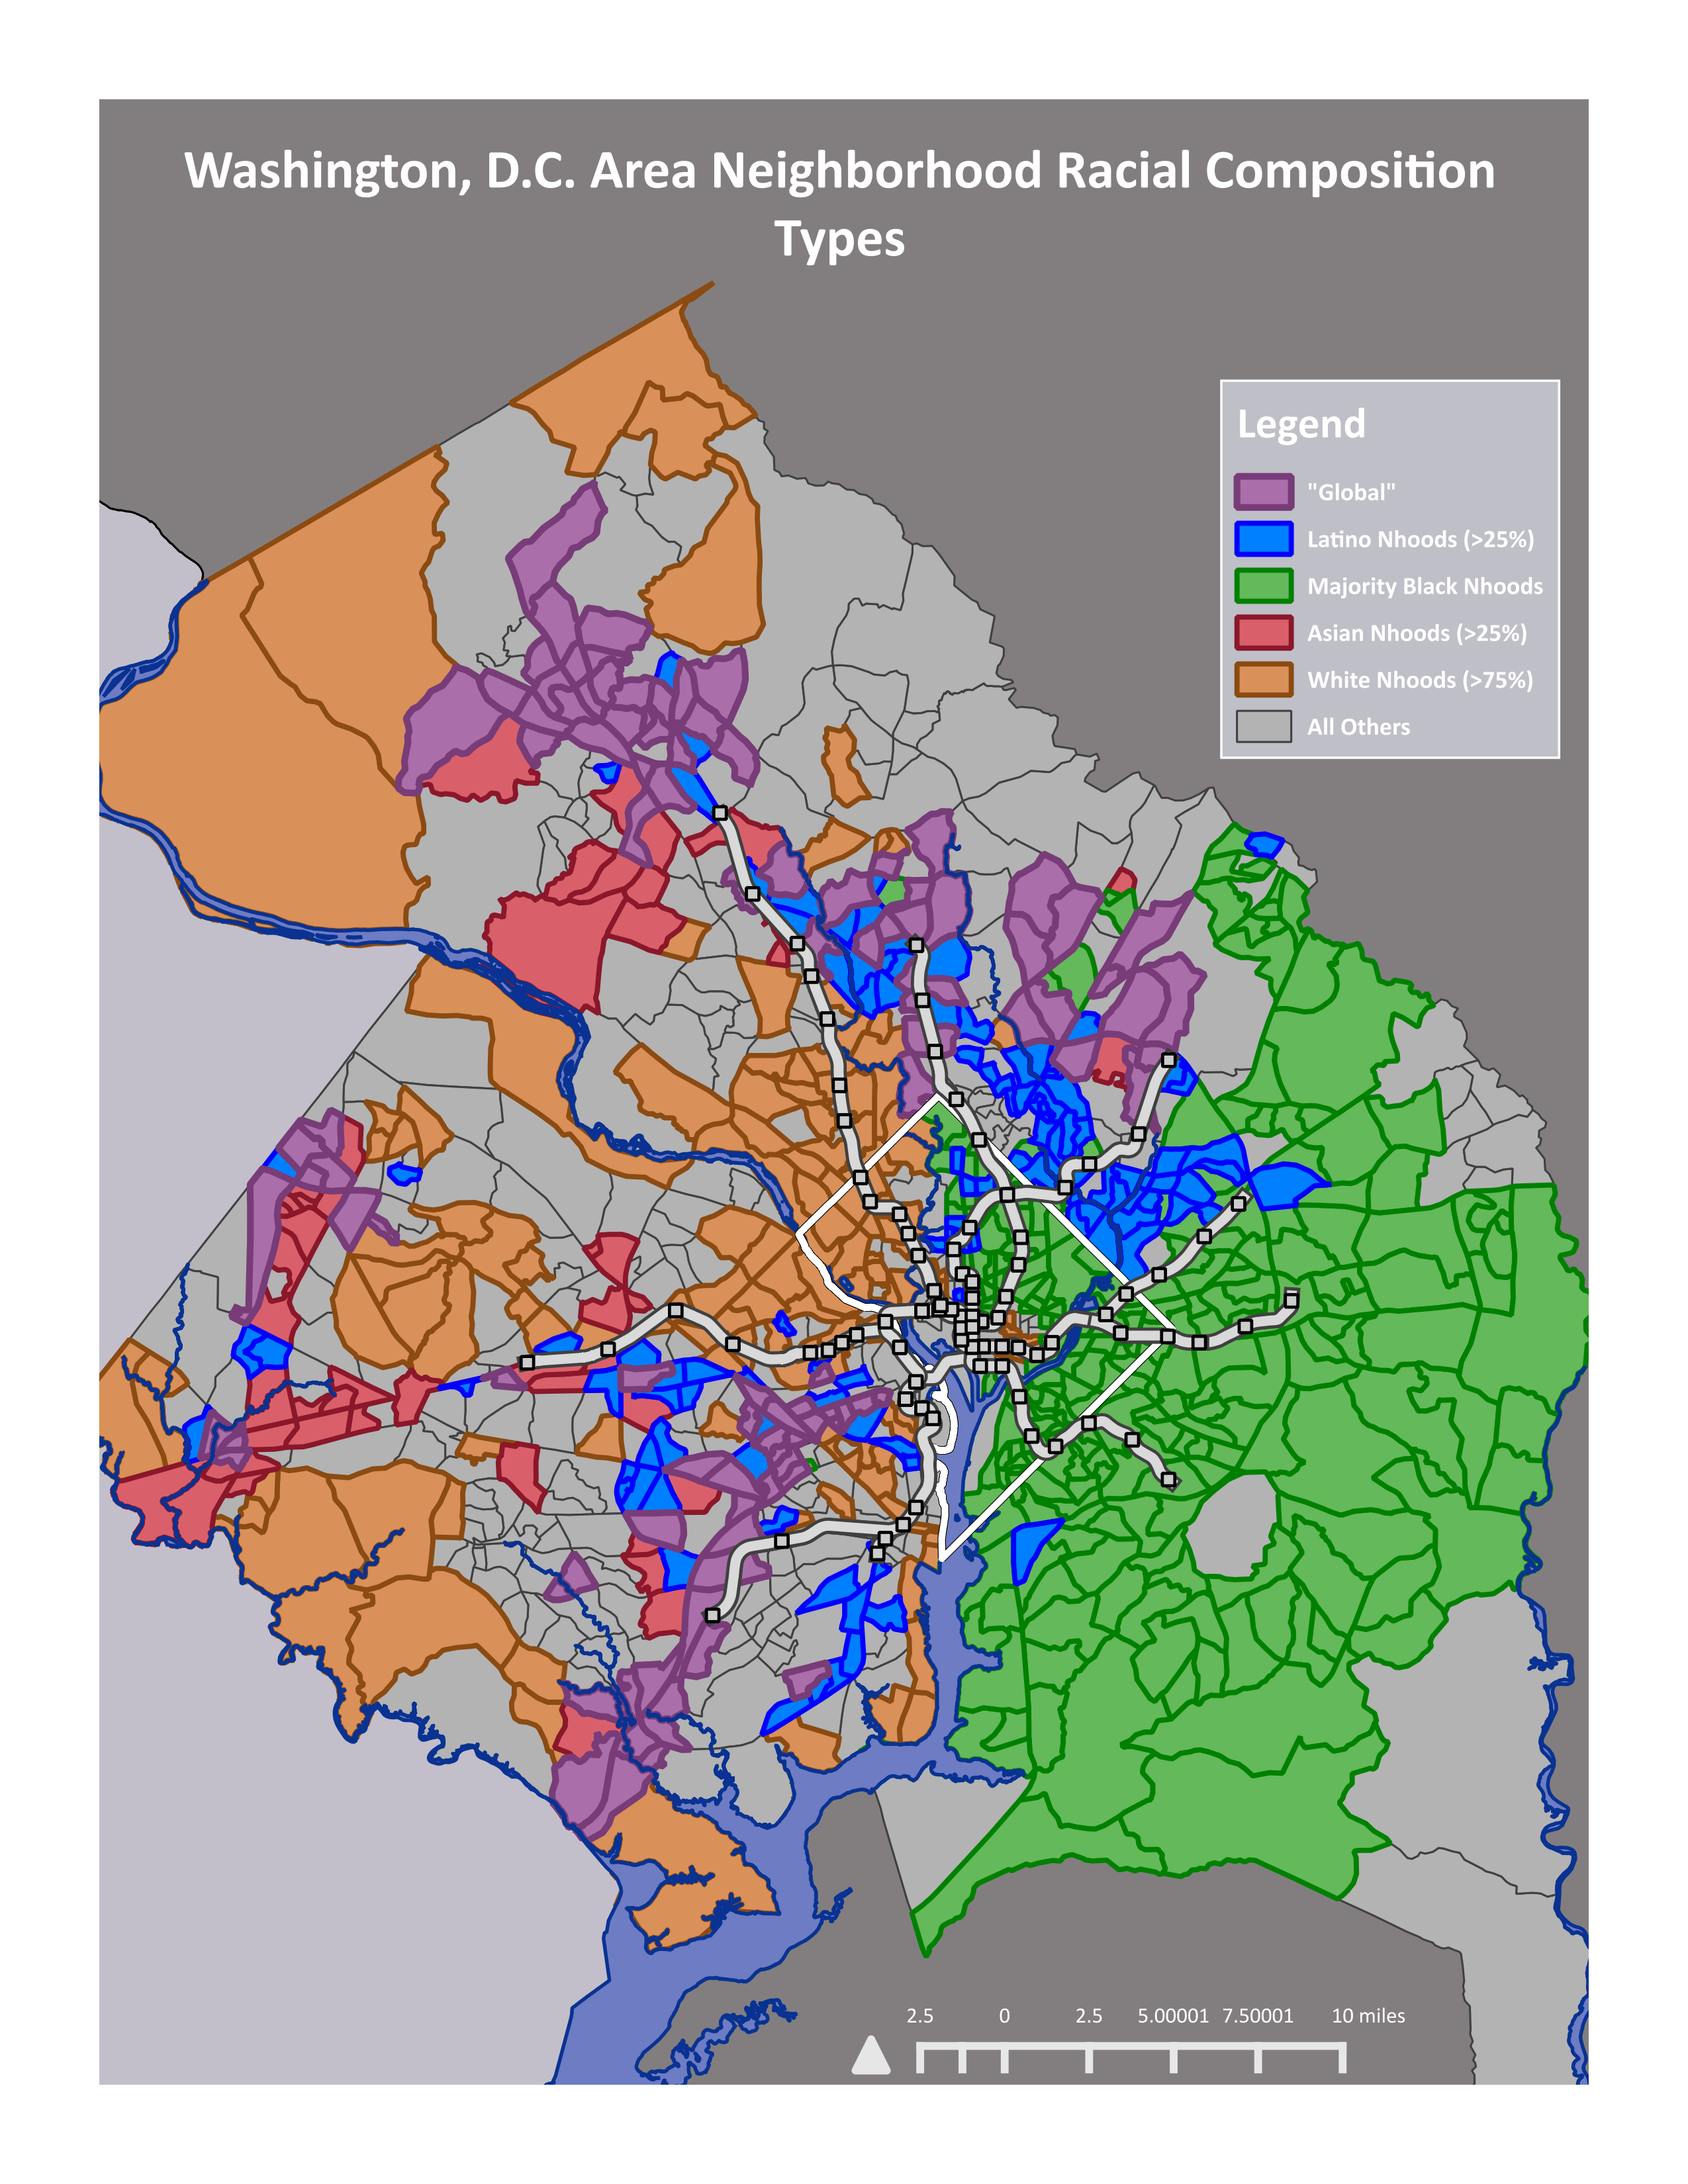 Washington, D.C. Area Neighborhood Racial Composition
Types
Legend
"Global"
Latino Nhoods (>25%)
Majority Black Nhoods
Asian Nhoods (>25%)
White Nhoods (>75%)
All Others
2.5 0 2.5 5.00001 7.50001 10 miles